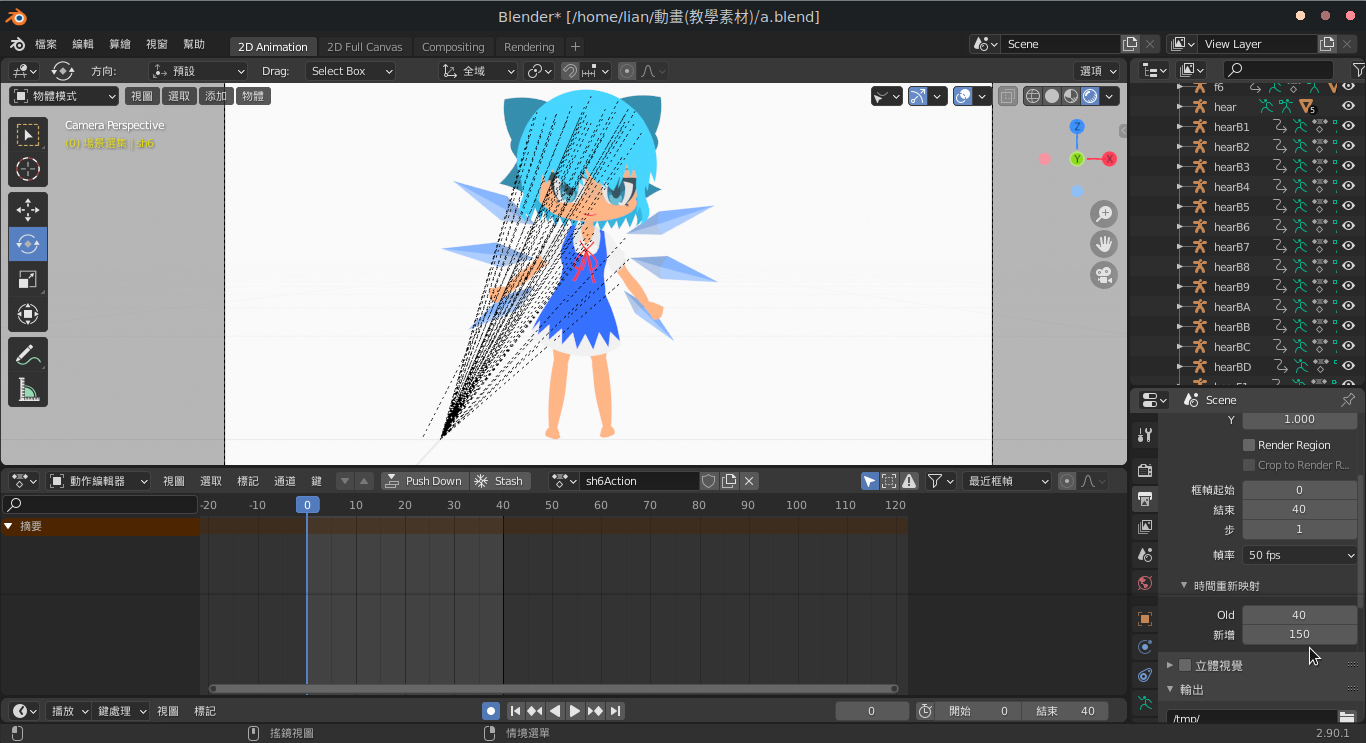 Blender* [/home/lian/動畫(教學素材)/a.blend]
檔案 編輯 算繪 視窗 幫助 2D Animation 2D Full Canvas Compositing Rendering + Scene View Layer
方向: 預設 Drag: Select Box 全域 選項
物體模式 視圖 選取 添加 物體
Camera Perspective
(0) 場景選集 | sh6
Z
Y X
f6
hear 5
hearB1
hearB2
hearB3
hearB4
hearB5
hearB6
hearB7
hearB8
hearB9
hearBA
hearBB
hearBC
hearBD
Scene
Y 1.000
Render Region
Crop to Render R...
框幀起始 0
結束 40
步 1
幀率 50 fps
時間重新映射
Old 40
新增 150
立體視覺
輸出
/tmp/
動作編輯器 視圖 選取 標記 通道 鍵 Push Down Stash sh6Action 最近框幀
-20 -10 0 10 20 30 40 50 60 70 80 90 100 110 120
摘要
播放 鍵處理 視圖 標記 0 開始 0 結束 40
搖鏡視圖 情境選單 2.90.1